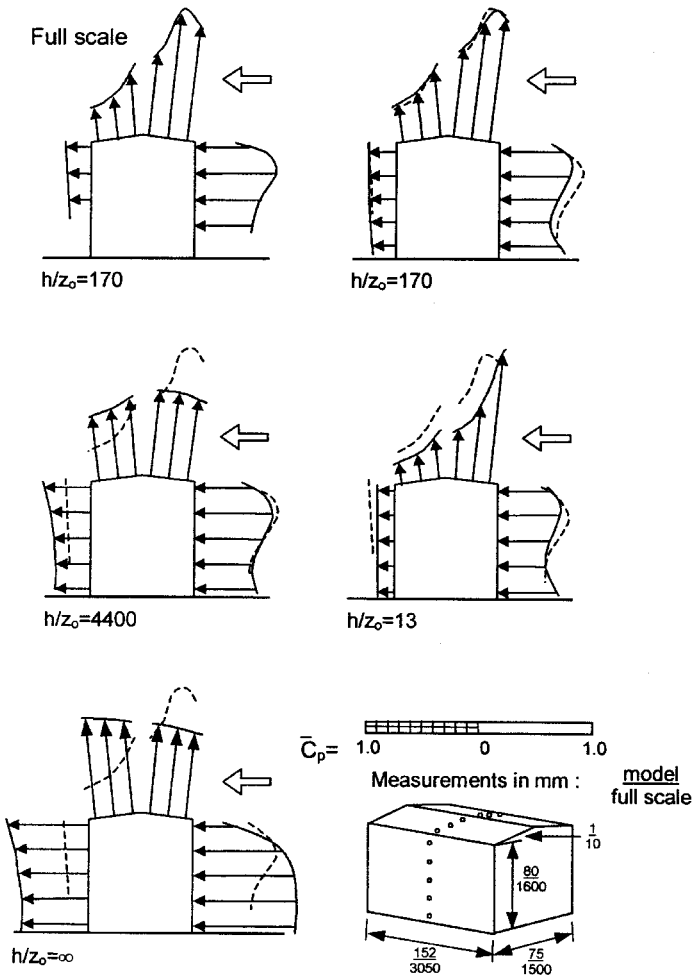 Full scale
h/z₀=170
h/z₀=170
h/z₀=4400
h/z₀=13
h/z₀=∞
C̅ₚ= 1.0 0 1.0
Measurements in mm : model
full scale
1
10
80
1600
152
3050
75
1500